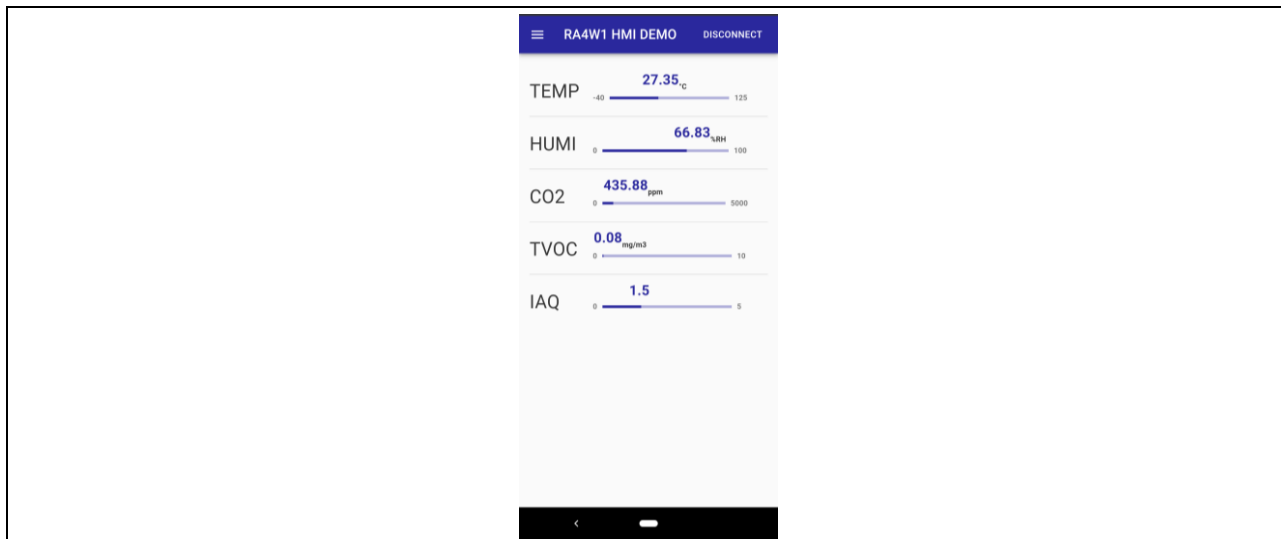 RA4W1 HMI DEMO DISCONNECT
27.35°C
TEMP -40 125
66.83%RH
HUMI 0 100
435.88ppm
CO2 0 5000
0.08mg/m3
TVOC 0 10
1.5
IAQ 0 5